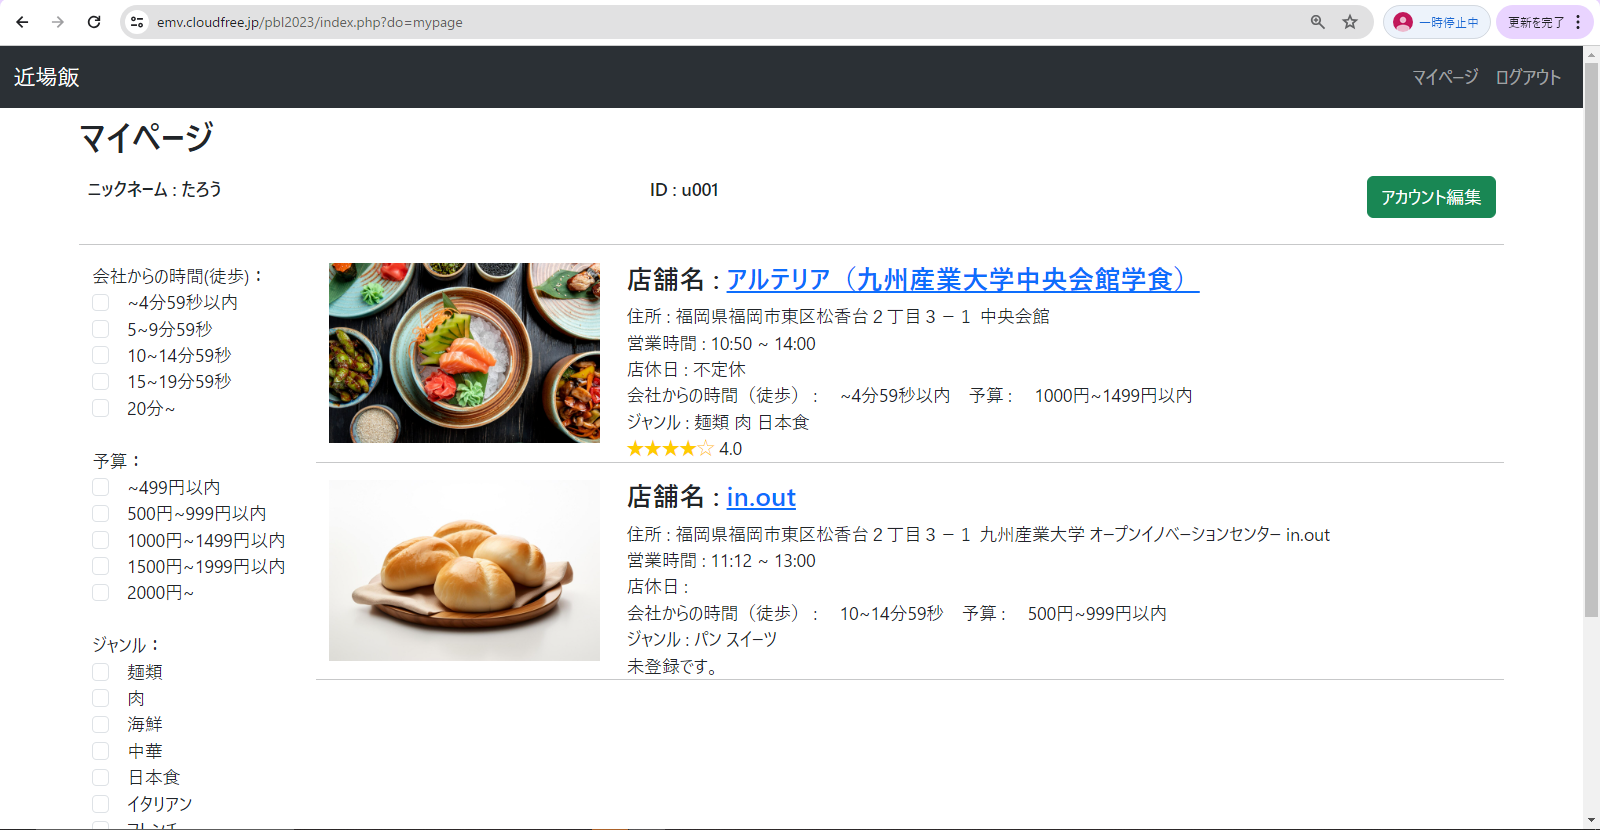 emv.cloudfree.jp/pbl2023/index.php?do=mypage
一時停止中
更新を完了
近場飯
マイページ ログアウト
マイページ
ニックネーム : たろう
ID : u001
アカウント編集
会社からの時間(徒歩)：
~4分59秒以内
5~9分59秒
10~14分59秒
15~19分59秒
20分~
予算：
~499円以内
500円~999円以内
1000円~1499円以内
1500円~1999円以内
2000円~
ジャンル：
麺類
肉
海鮮
中華
日本食
イタリアン
フレンチ
店舗名 : アルテリア（九州産業大学中央会館学食）
住所 : 福岡県福岡市東区松香台２丁目３－１ 中央会館
営業時間 : 10:50 ~ 14:00
店休日 : 不定休
会社からの時間（徒歩）： ~4分59秒以内 予算： 1000円~1499円以内
ジャンル : 麺類 肉 日本食
★★★★☆ 4.0
店舗名 : in.out
住所 : 福岡県福岡市東区松香台２丁目３－１ 九州産業大学 オープンイノベーションセンター in.out
営業時間 : 11:12 ~ 13:00
店休日 :
会社からの時間（徒歩）： 10~14分59秒 予算： 500円~999円以内
ジャンル : パン スイーツ
未登録です。